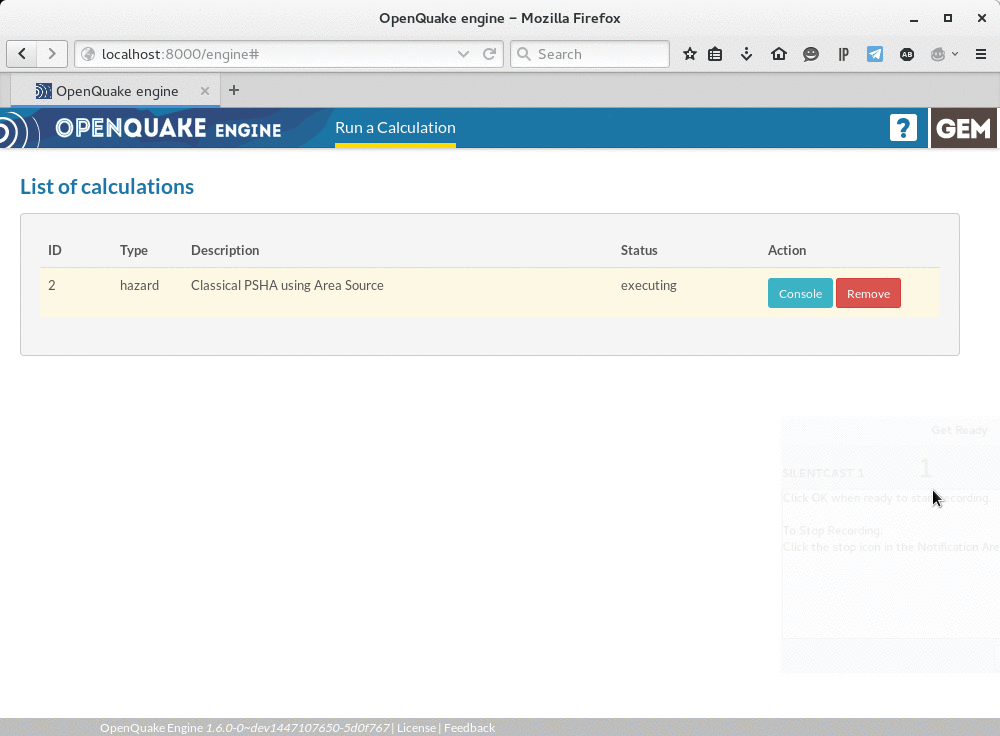 OpenQuake engine – Mozilla Firefox
localhost:8000/engine#
Search
IP
ABP
OpenQuake engine
OPENQUAKE ENGINE
Run a Calculation
?
GEM
List of calculations
ID Type Description Status Action
2 hazard Classical PSHA using Area Source executing Console Remove
Get Ready
SILENTCAST 1 1
Click OK when ready to start recording.
To Stop Recording:
Click the stop icon in the Notification Are
OpenQuake Engine 1.6.0-0~dev1447107650-5d0f767 | License | Feedback